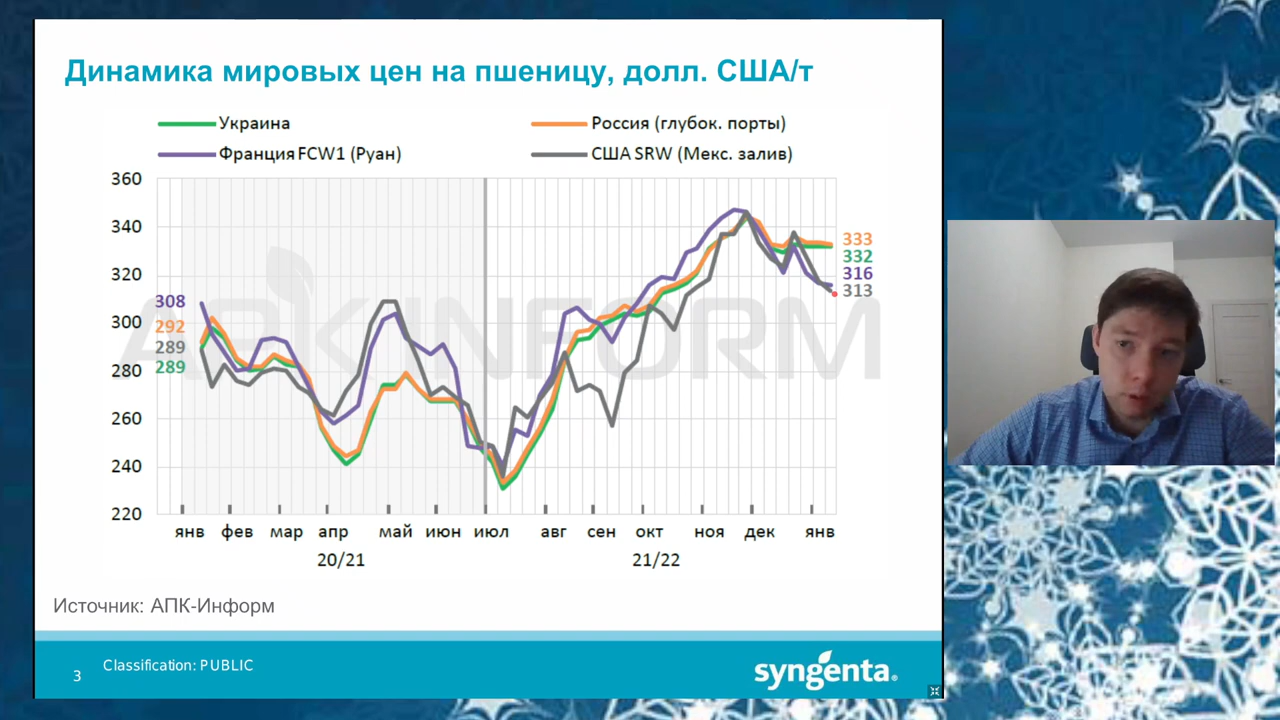 Динамика мировых цен на пшеницу, долл. США/т
Украина
Россия (глубок. порты)
Франция FCW1 (Руан)
США SRW (Мекс. залив)
360
340
320
300
280
260
240
220
308
292
289
289
333
332
316
313
APK-INFORM
янв фев мар апр май июн июл авг сен окт ноя дек янв
20/21 21/22
Источник: АПК-Информ
3
Classification: PUBLIC
syngenta®